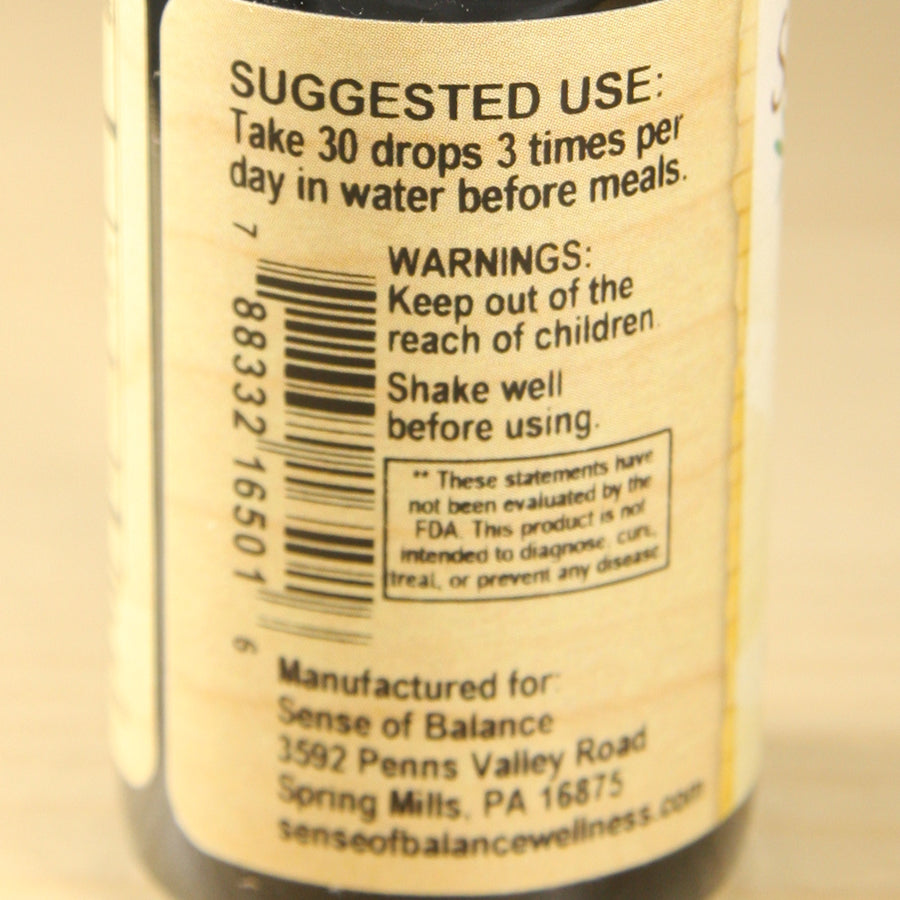 SUGGESTED USE:
Take 30 drops 3 times per
day in water before meals.
7 88332 16501 6
WARNINGS:
Keep out of the
reach of children.
Shake well
before using.
** These statements have
not been evaluated by the
FDA. This product is not
intended to diagnose, cure,
treat, or prevent any disease.
Manufactured for:
Sense of Balance
3592 Penns Valley Road
Spring Mills, PA 16875
senseofbalancewellness.com